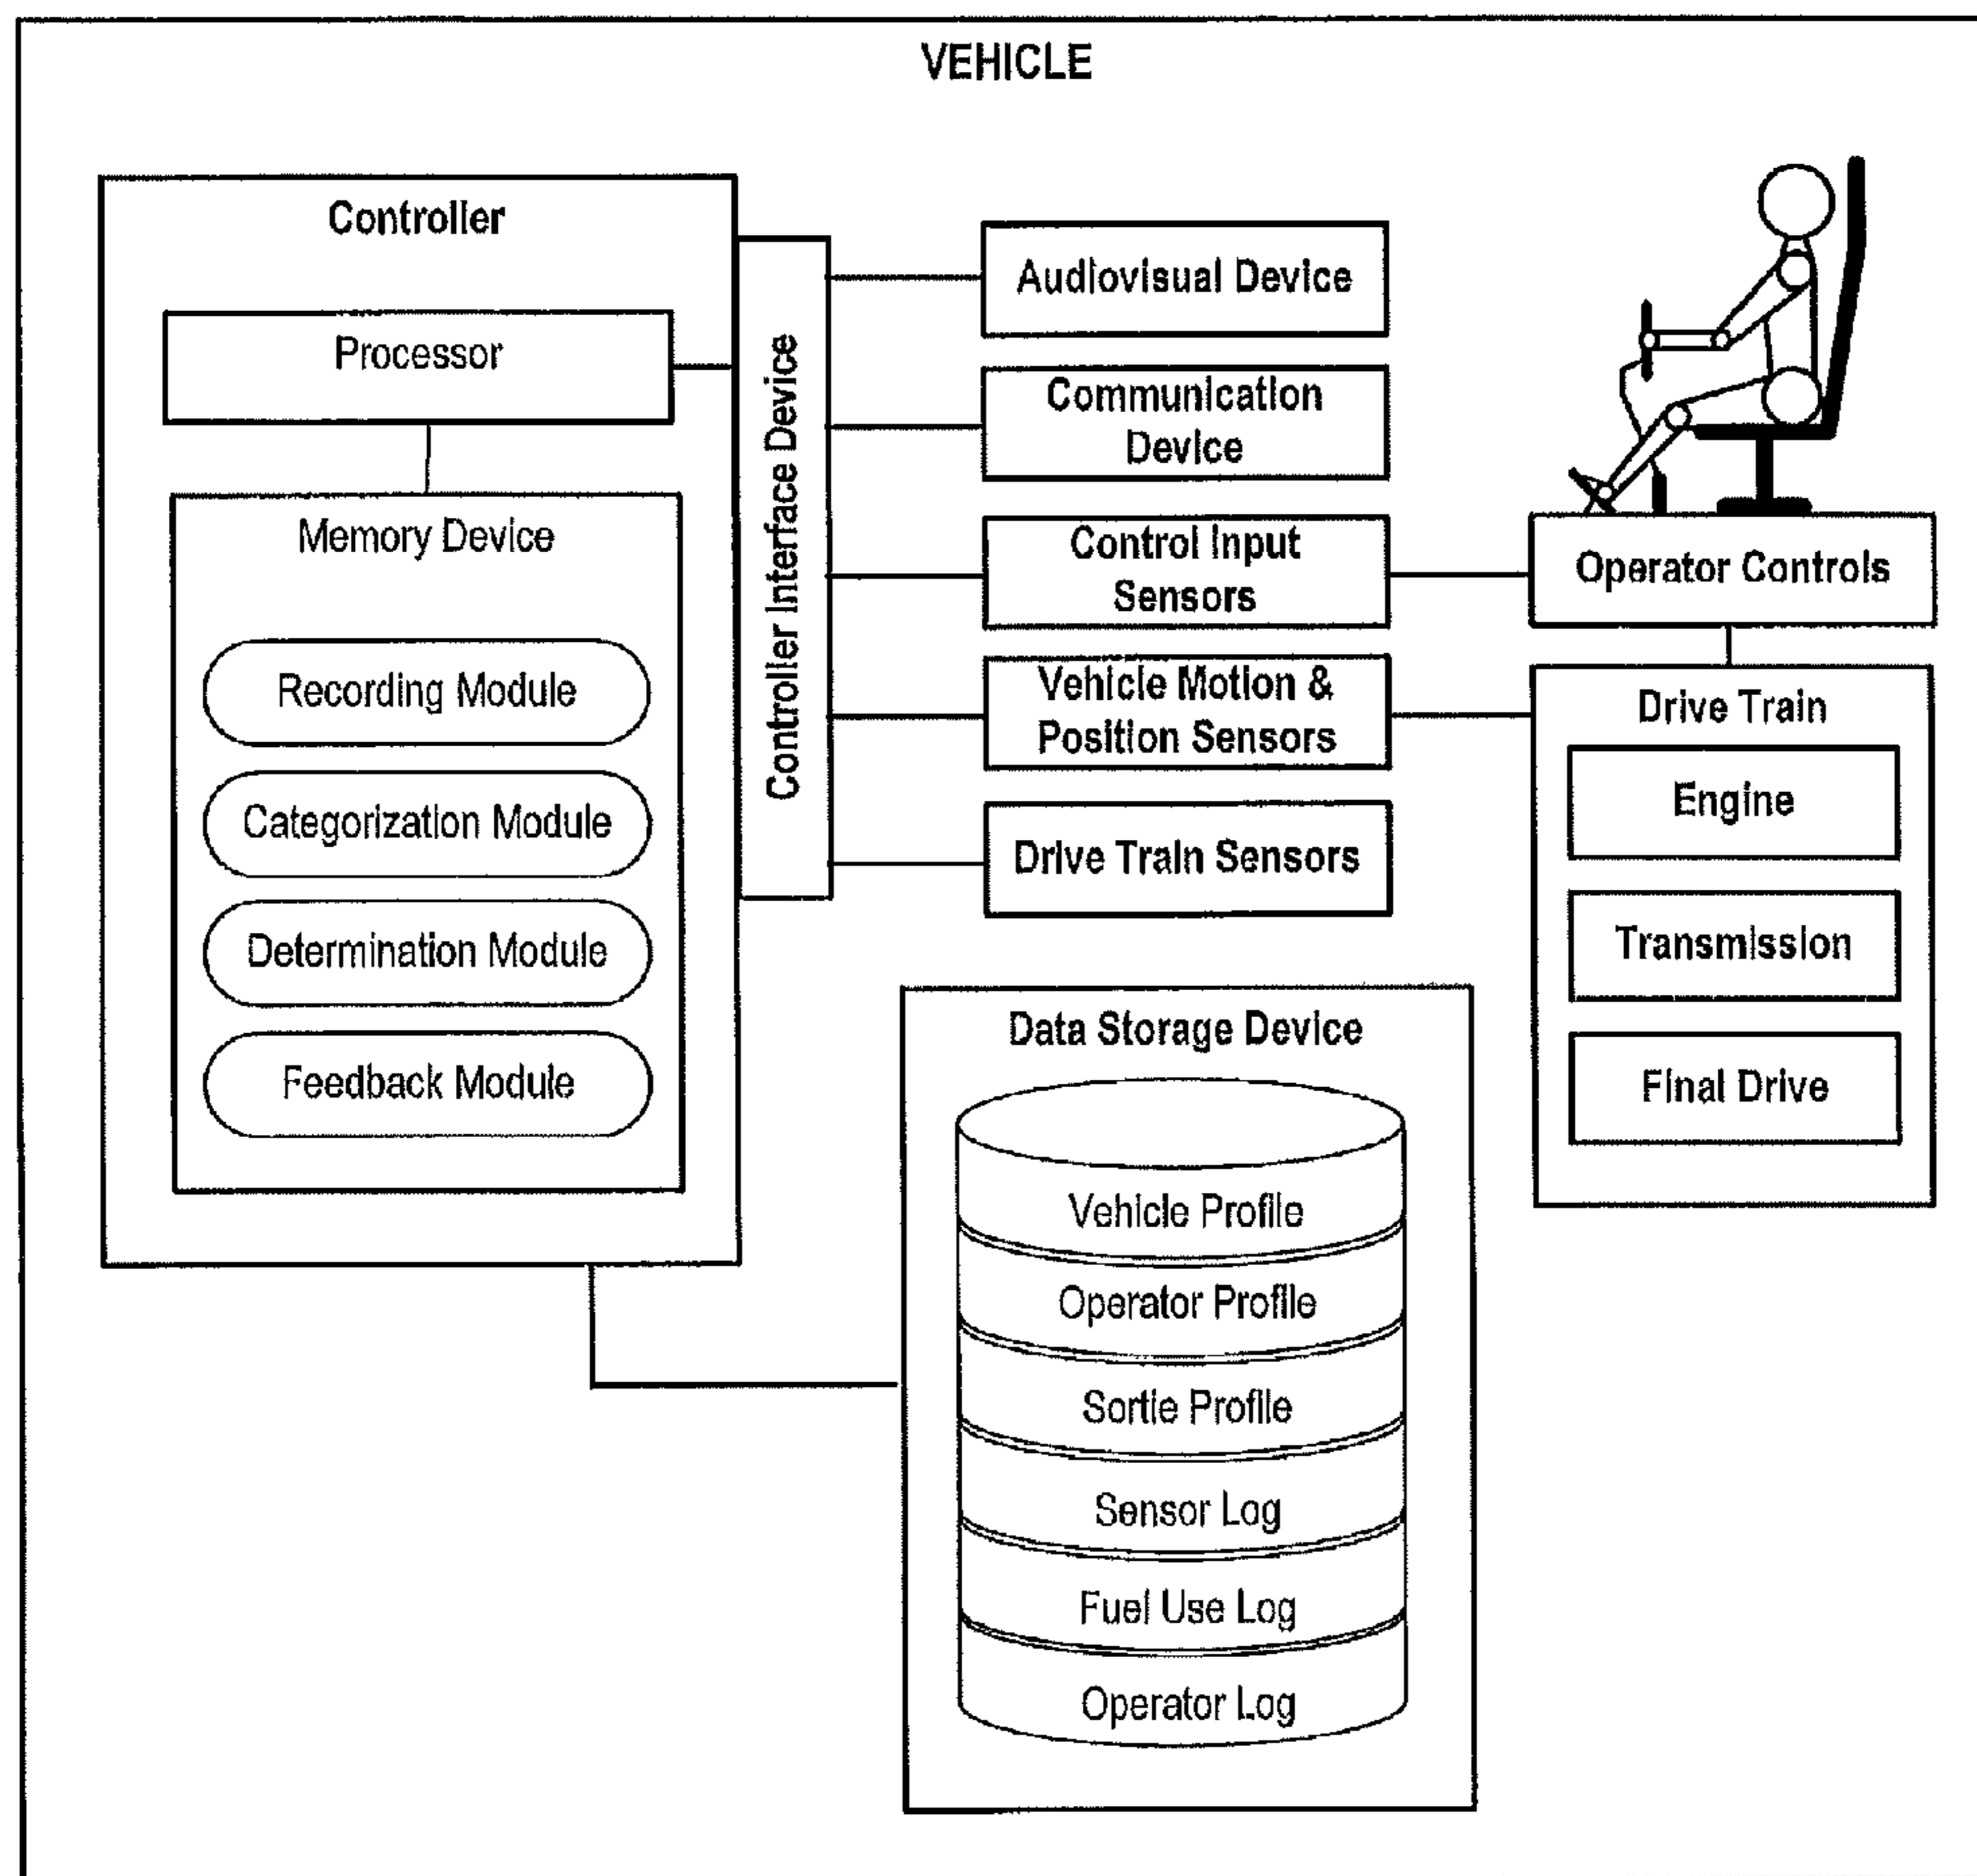 VEHICLE
Controller
Processor
Memory Device
Recording Module
Categorization Module
Determination Module
Feedback Module
Controller Interface Device
Audiovisual Device
Communication
Device
Control Input
Sensors
Vehicle Motion &
Position Sensors
Drive Train Sensors
Operator Controls
Drive Train
Engine
Transmission
Final Drive
Data Storage Device
Vehicle Profile
Operator Profile
Sortie Profile
Sensor Log
Fuel Use Log
Operator Log